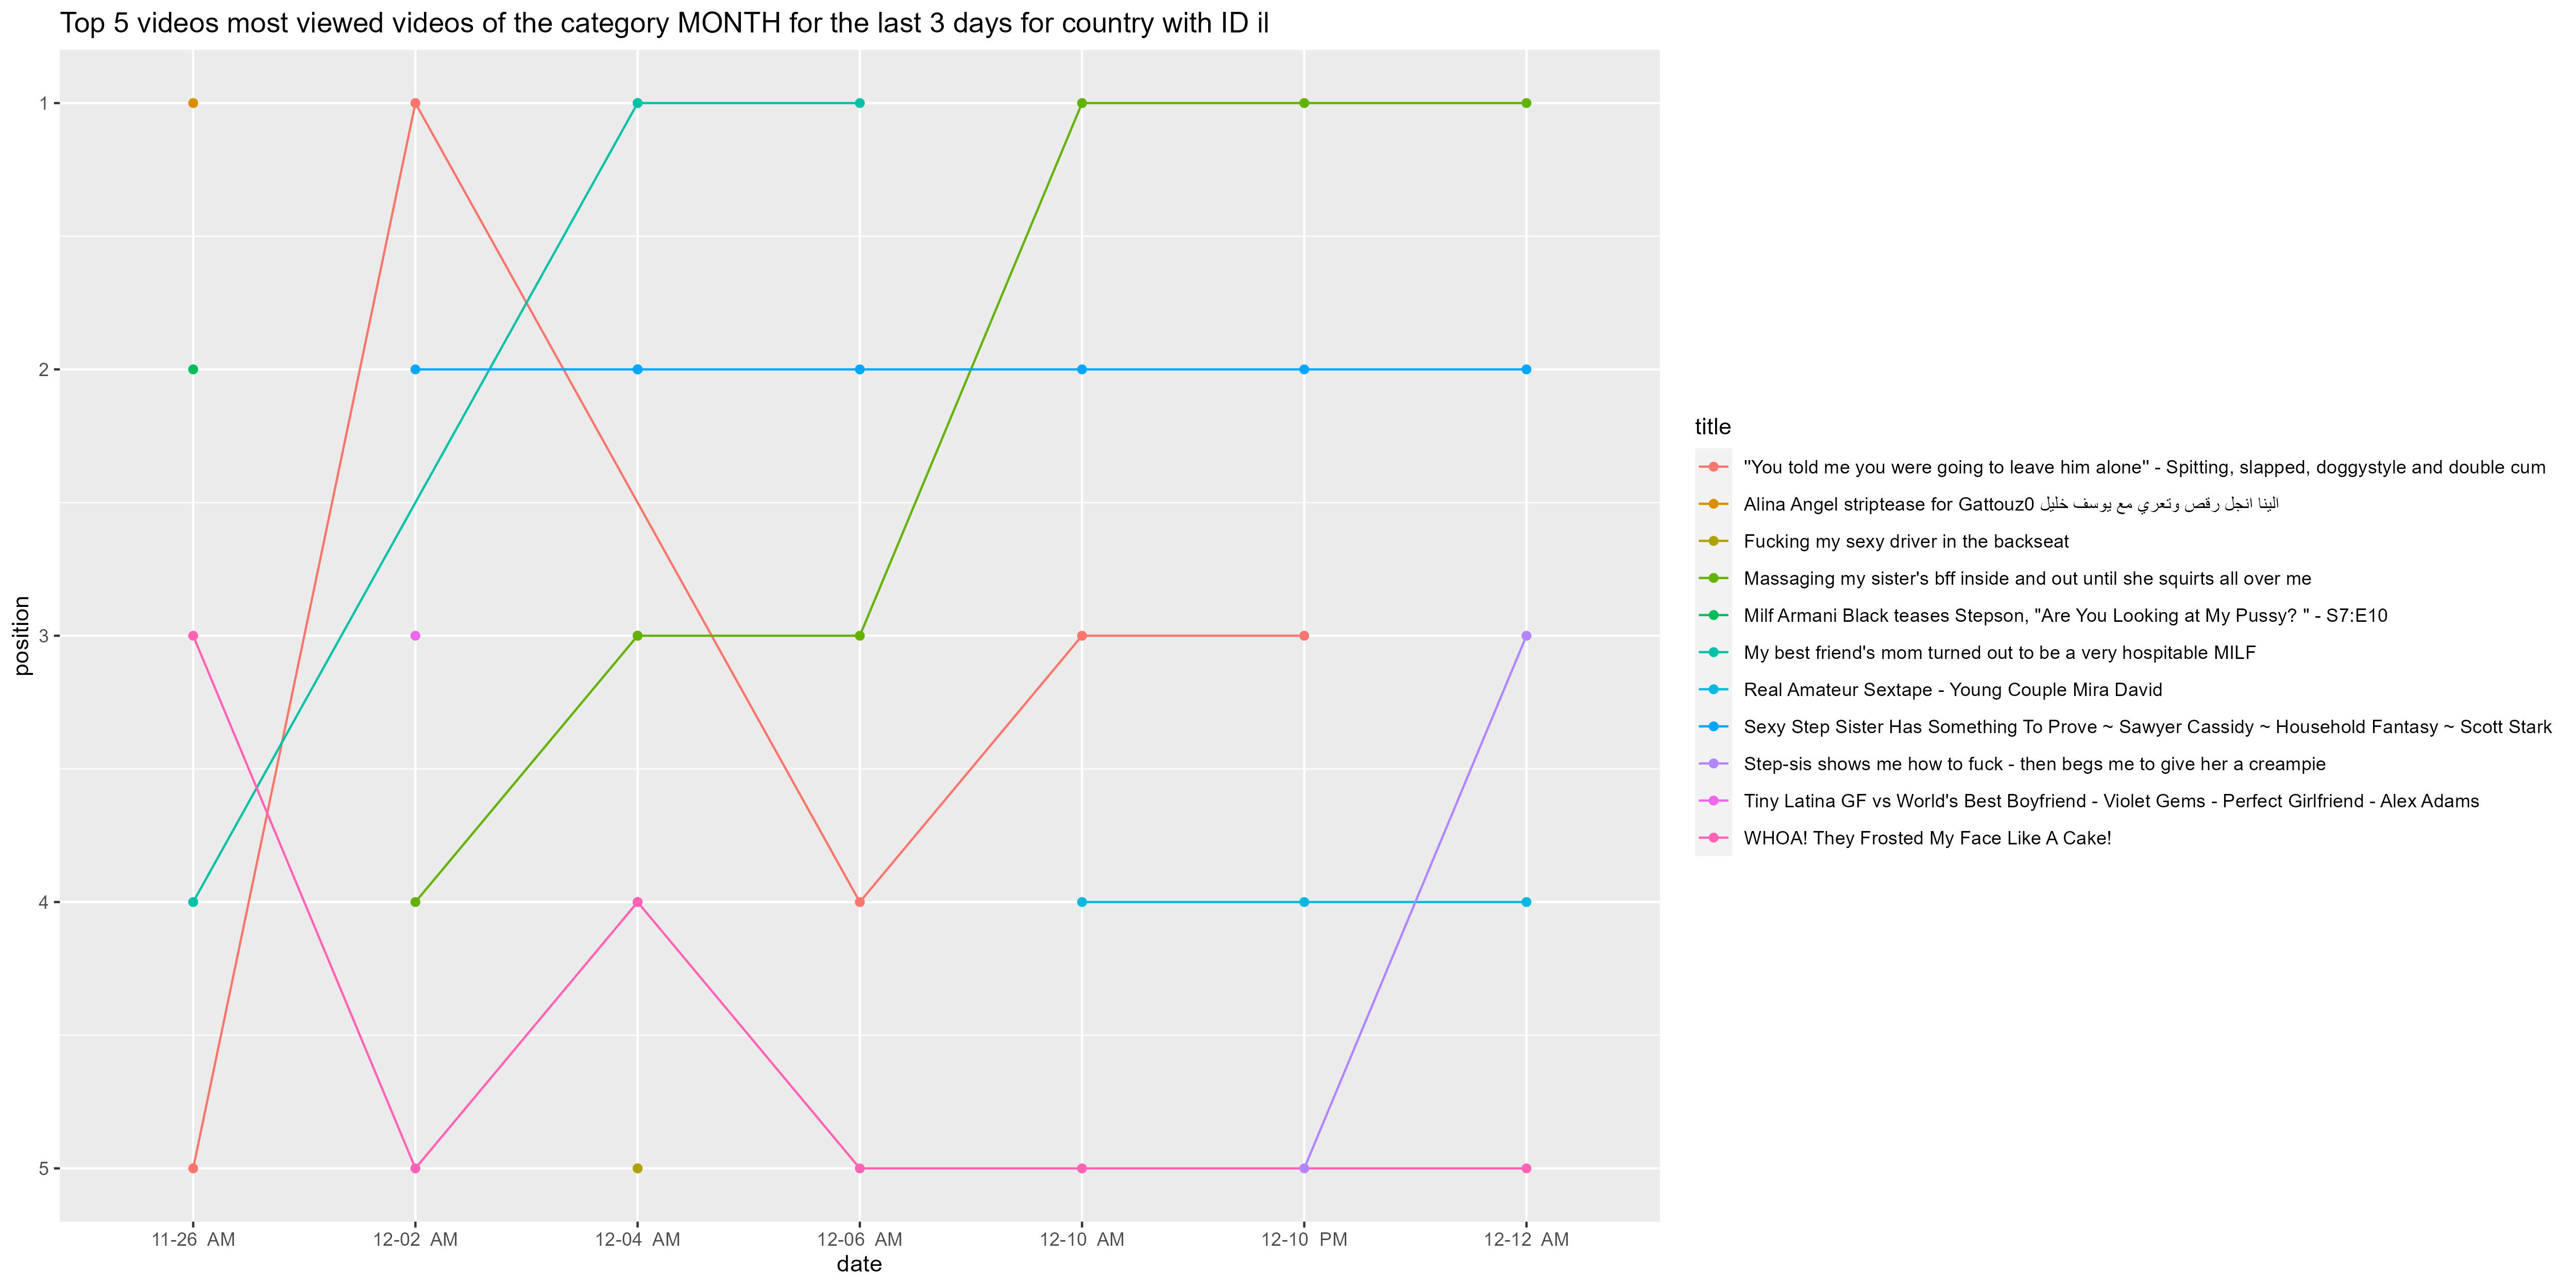 Top 5 videos most viewed videos of the category MONTH for the last 3 days for country with ID il
position
1
2
3
4
5
11-26 AM
12-02 AM
12-04 AM
12-06 AM
12-10 AM
12-10 PM
12-12 AM
date
title
"You told me you were going to leave him alone" - Spitting, slapped, doggystyle and double cum
Alina Angel striptease for Gattouz0 الينا انجل رقص وتعري مع يوسف خليل
Fucking my sexy driver in the backseat
Massaging my sister's bff inside and out until she squirts all over me
Milf Armani Black teases Stepson, "Are You Looking at My Pussy? " - S7:E10
My best friend's mom turned out to be a very hospitable MILF
Real Amateur Sextape - Young Couple Mira David
Sexy Step Sister Has Something To Prove ~ Sawyer Cassidy ~ Household Fantasy ~ Scott Stark
Step-sis shows me how to fuck - then begs me to give her a creampie
Tiny Latina GF vs World's Best Boyfriend - Violet Gems - Perfect Girlfriend - Alex Adams
WHOA! They Frosted My Face Like A Cake!